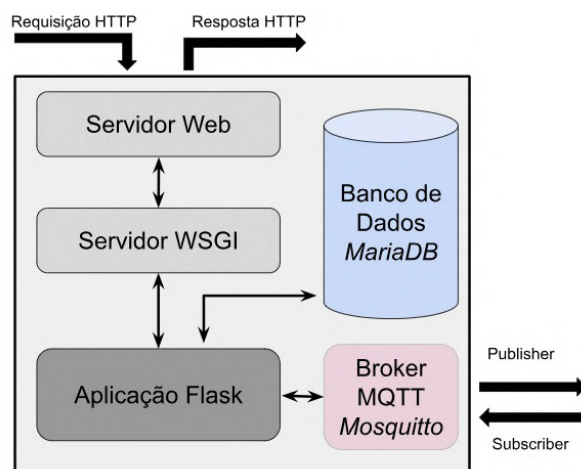 Requisição HTTP
Resposta HTTP
Servidor Web
Servidor WSGI
Banco de
Dados
MariaDB
Aplicação Flask
Broker
MQTT
Mosquitto
Publisher
Subscriber